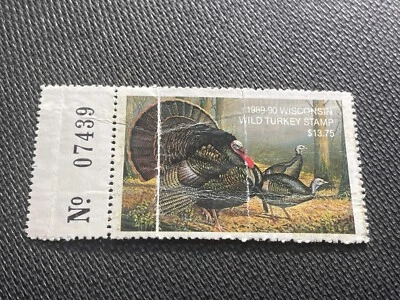 No 07439
1989-90 WISCONSIN
WILD TURKEY STAMP
$13.75